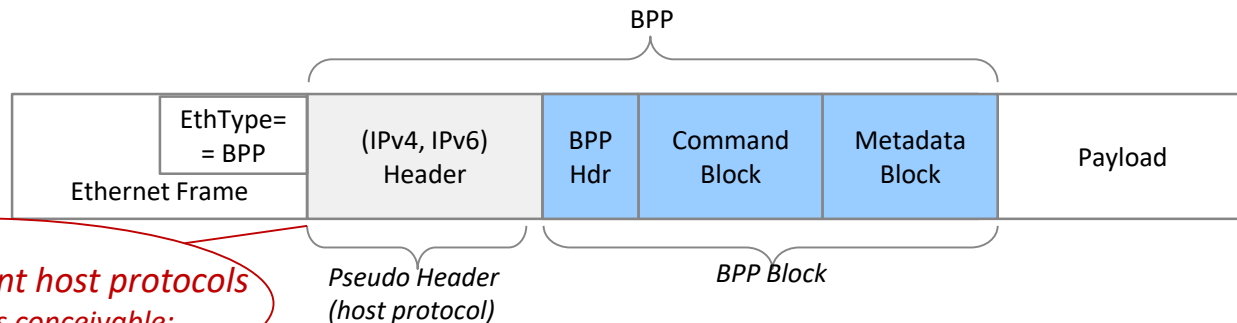 BPP
EthType=
= BPP
Ethernet Frame
(IPv4, IPv6)
Header
BPP
Hdr
Command
Block
Metadata
Block
Payload
nt host protocols
s conceivable:
Pseudo Header
(host protocol)
BPP Block